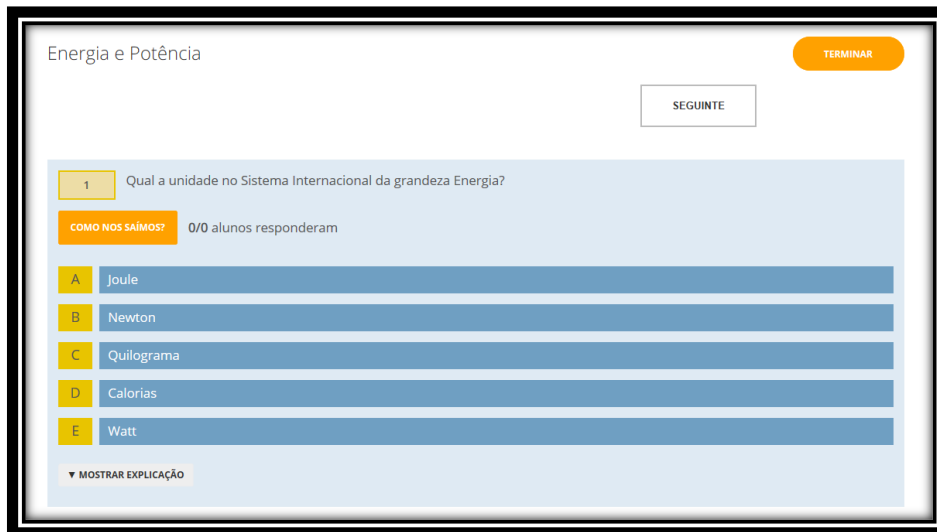 Energia e Potência
TERMINAR
SEGUINTE
1 Qual a unidade no Sistema Internacional da grandeza Energia?
COMO NOS SAÍMOS? 0/0 alunos responderam
A Joule
B Newton
C Quilograma
D Calorias
E Watt
▼ MOSTRAR EXPLICAÇÃO